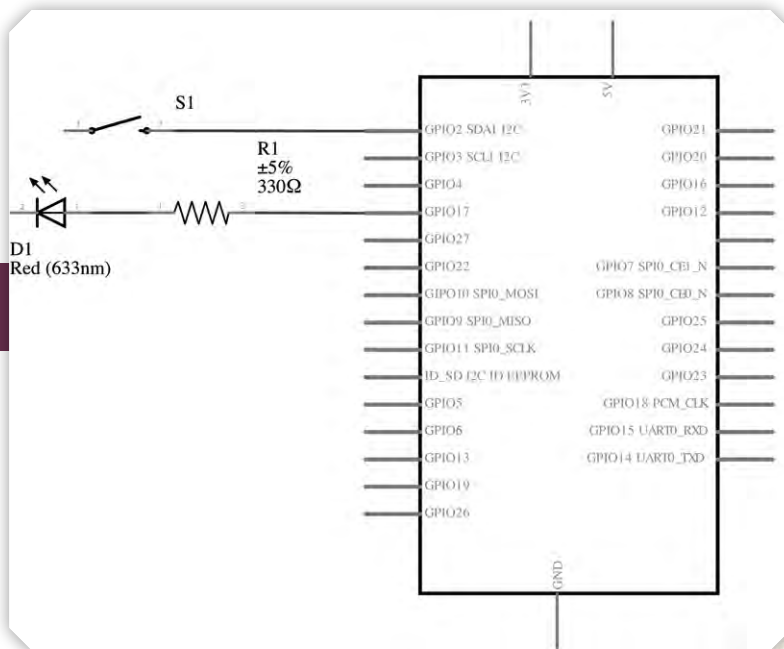 S1
R1
±5%
330Ω
D1
Red (633nm)
3V3
5V
GPIO2 SDA1 I2C
GPIO3 SCL1 I2C
GPIO4
GPIO17
GPIO27
GPIO22
GIPO10 SPI0_MOSI
GPIO9 SPI0_MISO
GPIO11 SPI0_SCLK
ID_SD I2C ID EEPROM
GPIO5
GPIO6
GPIO13
GPIO19
GPIO26
GPIO21
GPIO20
GPIO16
GPIO12
GPIO7 SPI0_CE1_N
GPIO8 SPI0_CE0_N
GPIO25
GPIO24
GPIO23
GPIO18 PCM_CLK
GPIO15 UART0_RXD
GPIO14 UART0_TXD
GND